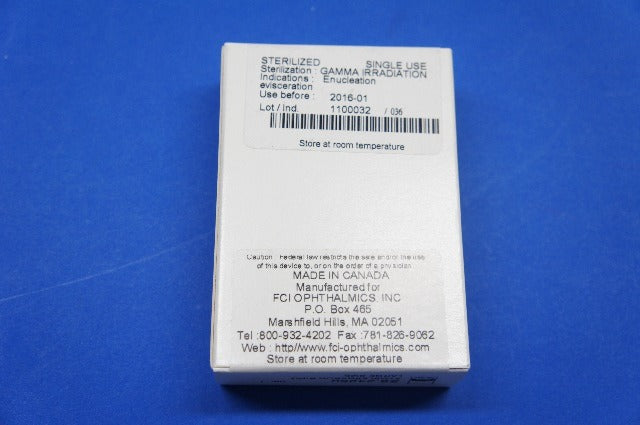 STERILIZED SINGLE USE
Sterilization : GAMMA IRRADIATION
Indications : Enucleation
evisceration
Use before : 2016-01
Lot / Ind. 1100032 / 036
Store at room temperature
Caution : Federal law restricts the sale and/or the use
of this device to, or on the order of a physician
MADE IN CANADA
Manufactured for
FCI OPHTHALMICS, INC
P.O. Box 465
Marshfield Hills, MA 02051
Tel :800-932-4202 Fax :781-826-9062
Web : http//www.fci-ophthalmics.com
Store at room temperature